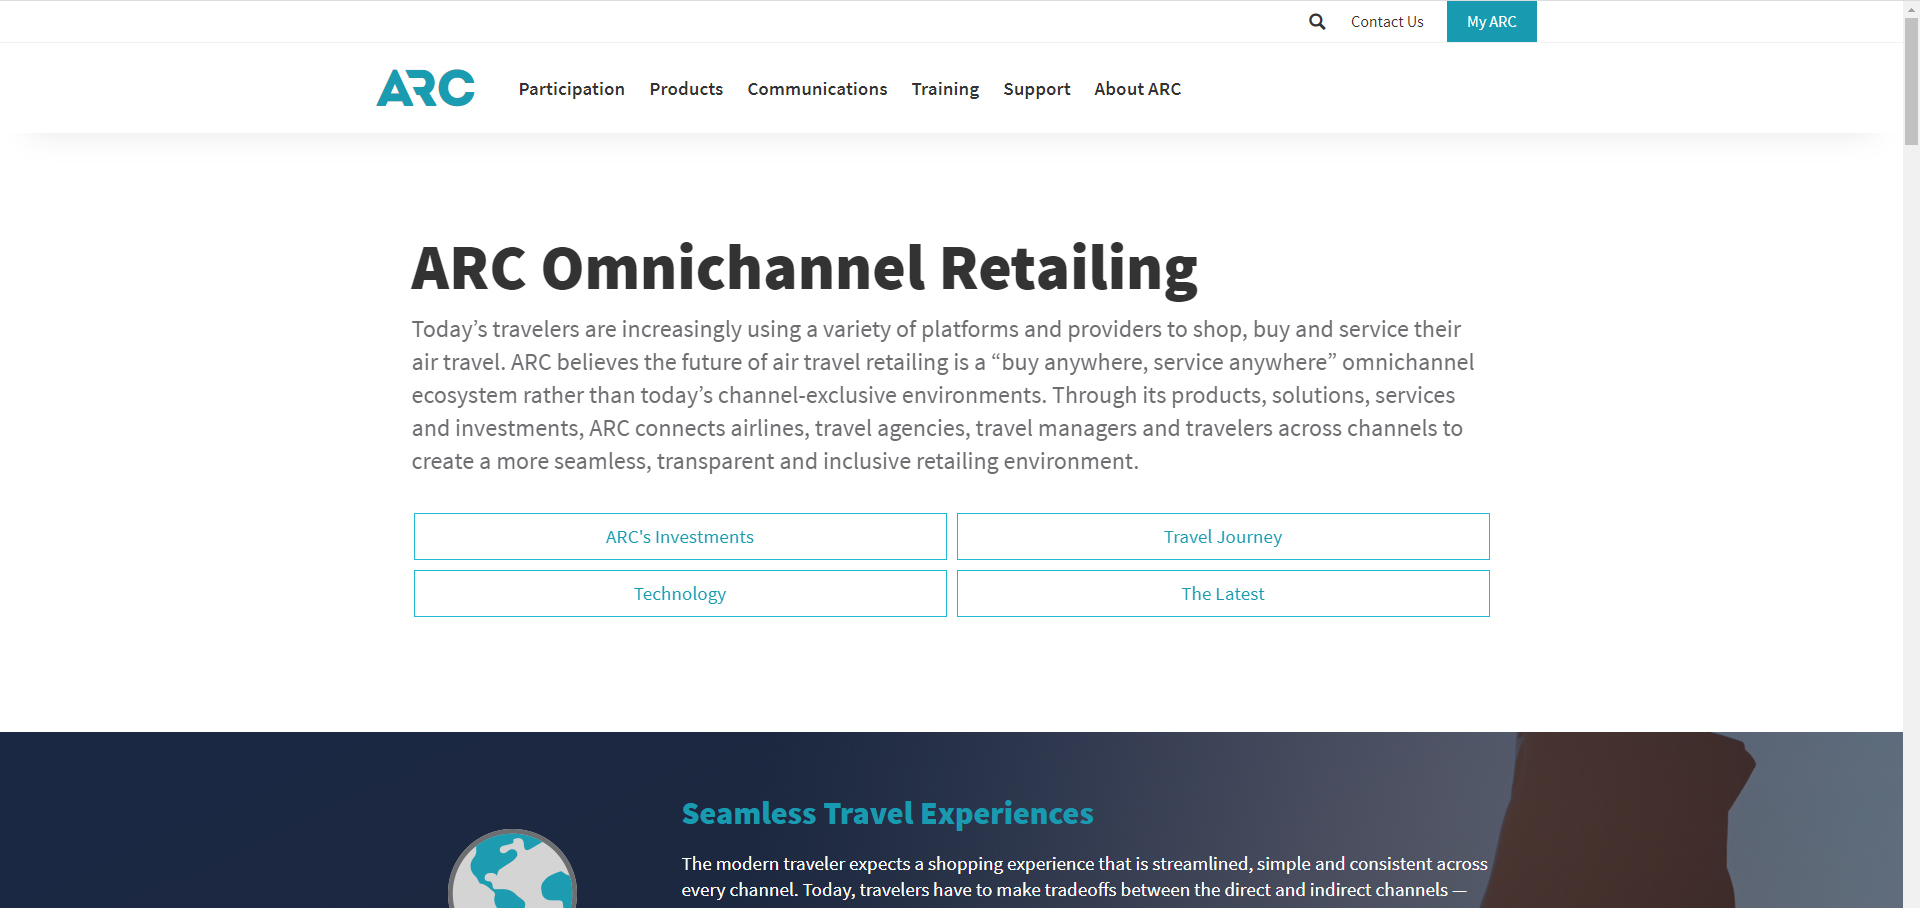 Contact Us
My ARC
ARC
Participation
Products
Communications
Training
Support
About ARC
ARC Omnichannel Retailing
Today’s travelers are increasingly using a variety of platforms and providers to shop, buy and service their
air travel. ARC believes the future of air travel retailing is a “buy anywhere, service anywhere” omnichannel
ecosystem rather than today’s channel-exclusive environments. Through its products, solutions, services
and investments, ARC connects airlines, travel agencies, travel managers and travelers across channels to
create a more seamless, transparent and inclusive retailing environment.
ARC's Investments
Travel Journey
Technology
The Latest
Seamless Travel Experiences
The modern traveler expects a shopping experience that is streamlined, simple and consistent across
every channel. Today, travelers have to make tradeoffs between the direct and indirect channels —